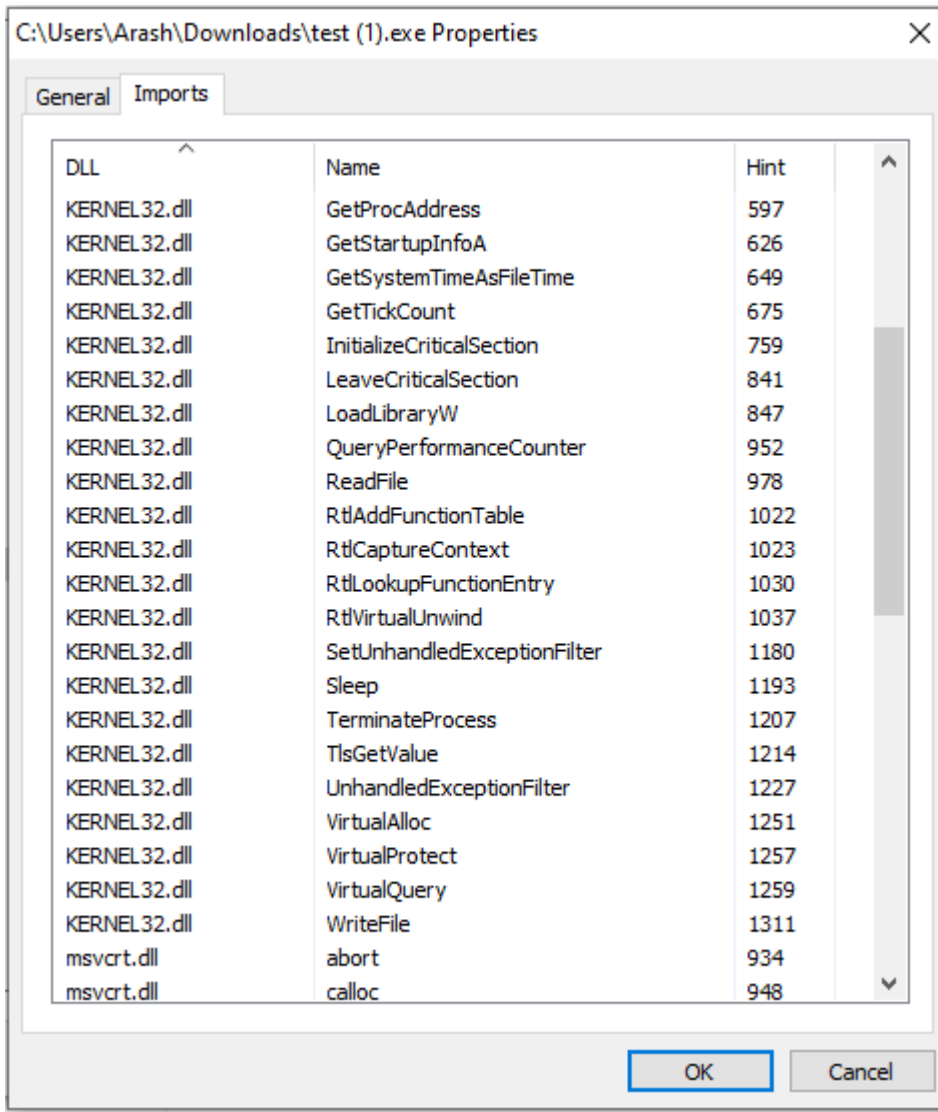 C:\Users\Arash\Downloads\test (1).exe Properties
General Imports
DLL Name Hint
KERNEL32.dll GetProcAddress 597
KERNEL32.dll GetStartupInfoA 626
KERNEL32.dll GetSystemTimeAsFileTime 649
KERNEL32.dll GetTickCount 675
KERNEL32.dll InitializeCriticalSection 759
KERNEL32.dll LeaveCriticalSection 841
KERNEL32.dll LoadLibraryW 847
KERNEL32.dll QueryPerformanceCounter 952
KERNEL32.dll ReadFile 978
KERNEL32.dll RtlAddFunctionTable 1022
KERNEL32.dll RtlCaptureContext 1023
KERNEL32.dll RtlLookupFunctionEntry 1030
KERNEL32.dll RtlVirtualUnwind 1037
KERNEL32.dll SetUnhandledExceptionFilter 1180
KERNEL32.dll Sleep 1193
KERNEL32.dll TerminateProcess 1207
KERNEL32.dll TlsGetValue 1214
KERNEL32.dll UnhandledExceptionFilter 1227
KERNEL32.dll VirtualAlloc 1251
KERNEL32.dll VirtualProtect 1257
KERNEL32.dll VirtualQuery 1259
KERNEL32.dll WriteFile 1311
msvcrt.dll abort 934
msvcrt.dll calloc 948
OK Cancel